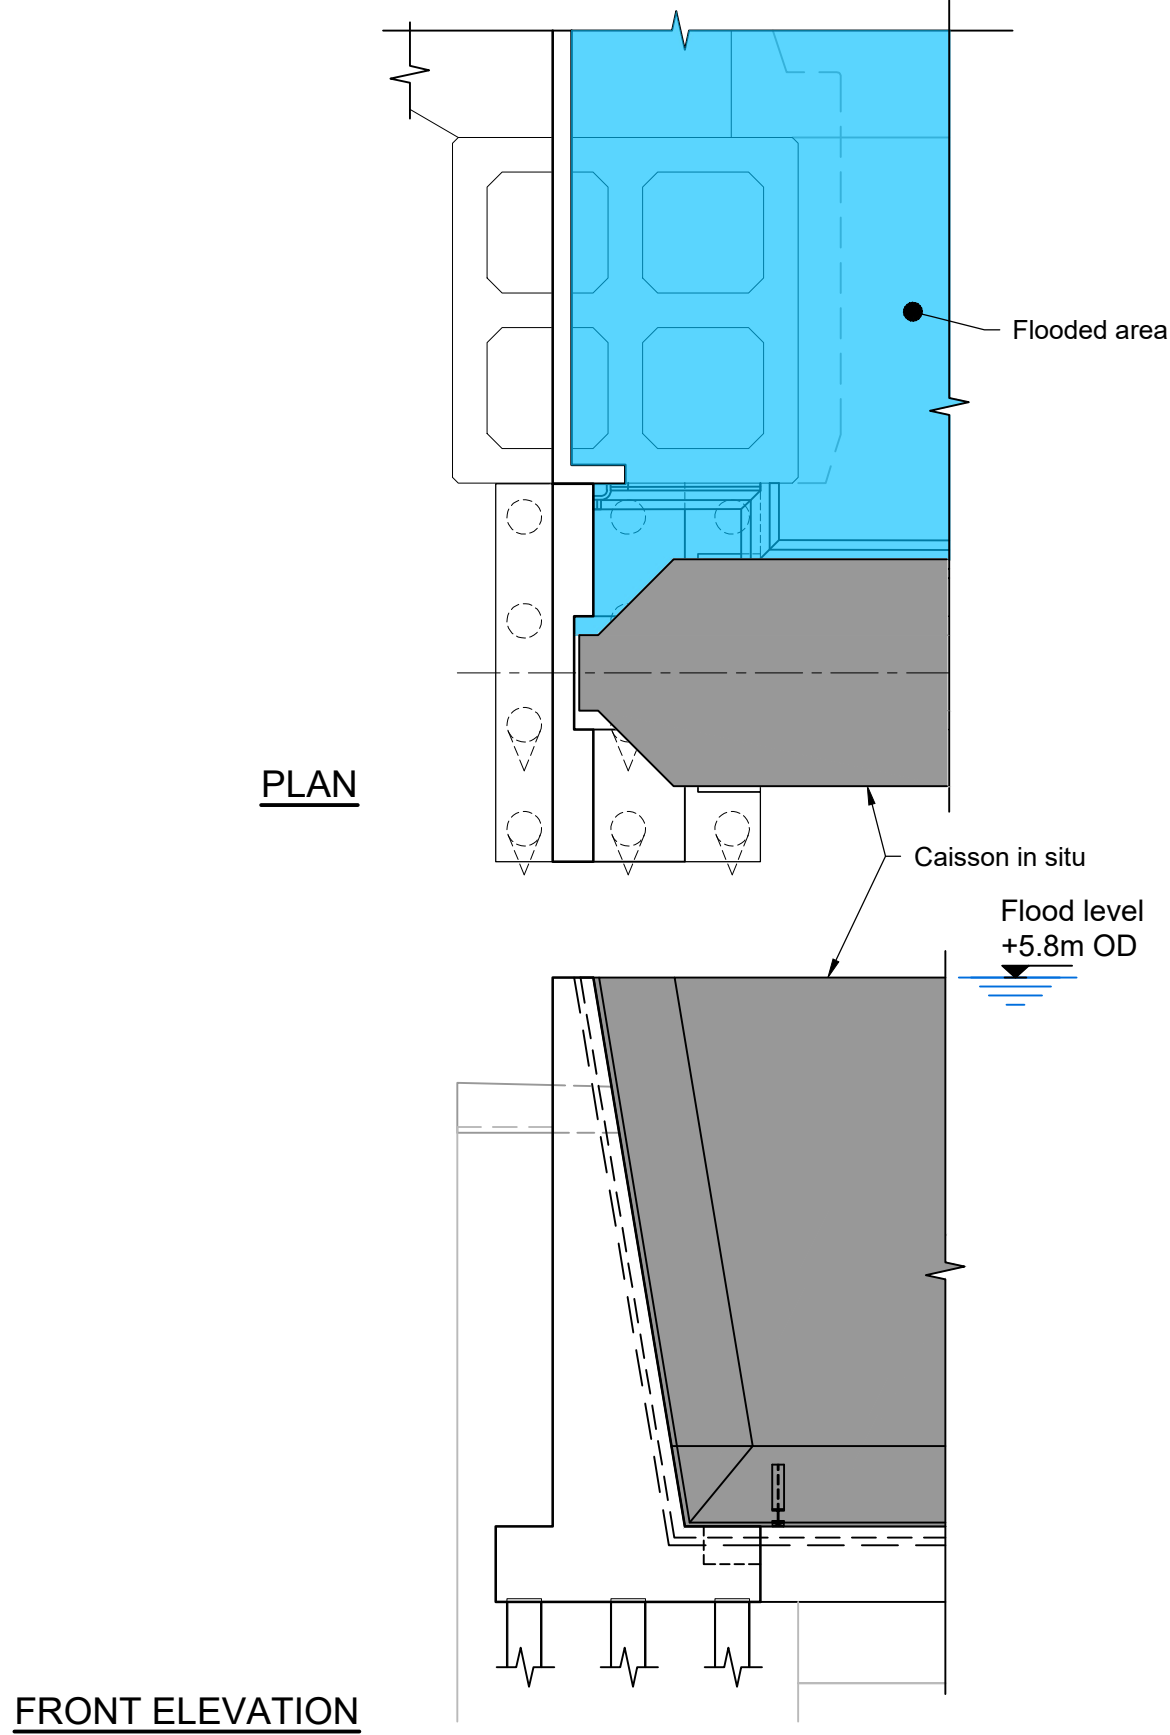 Flooded area
PLAN
Caisson in situ
Flood level
+5.8m OD
FRONT ELEVATION